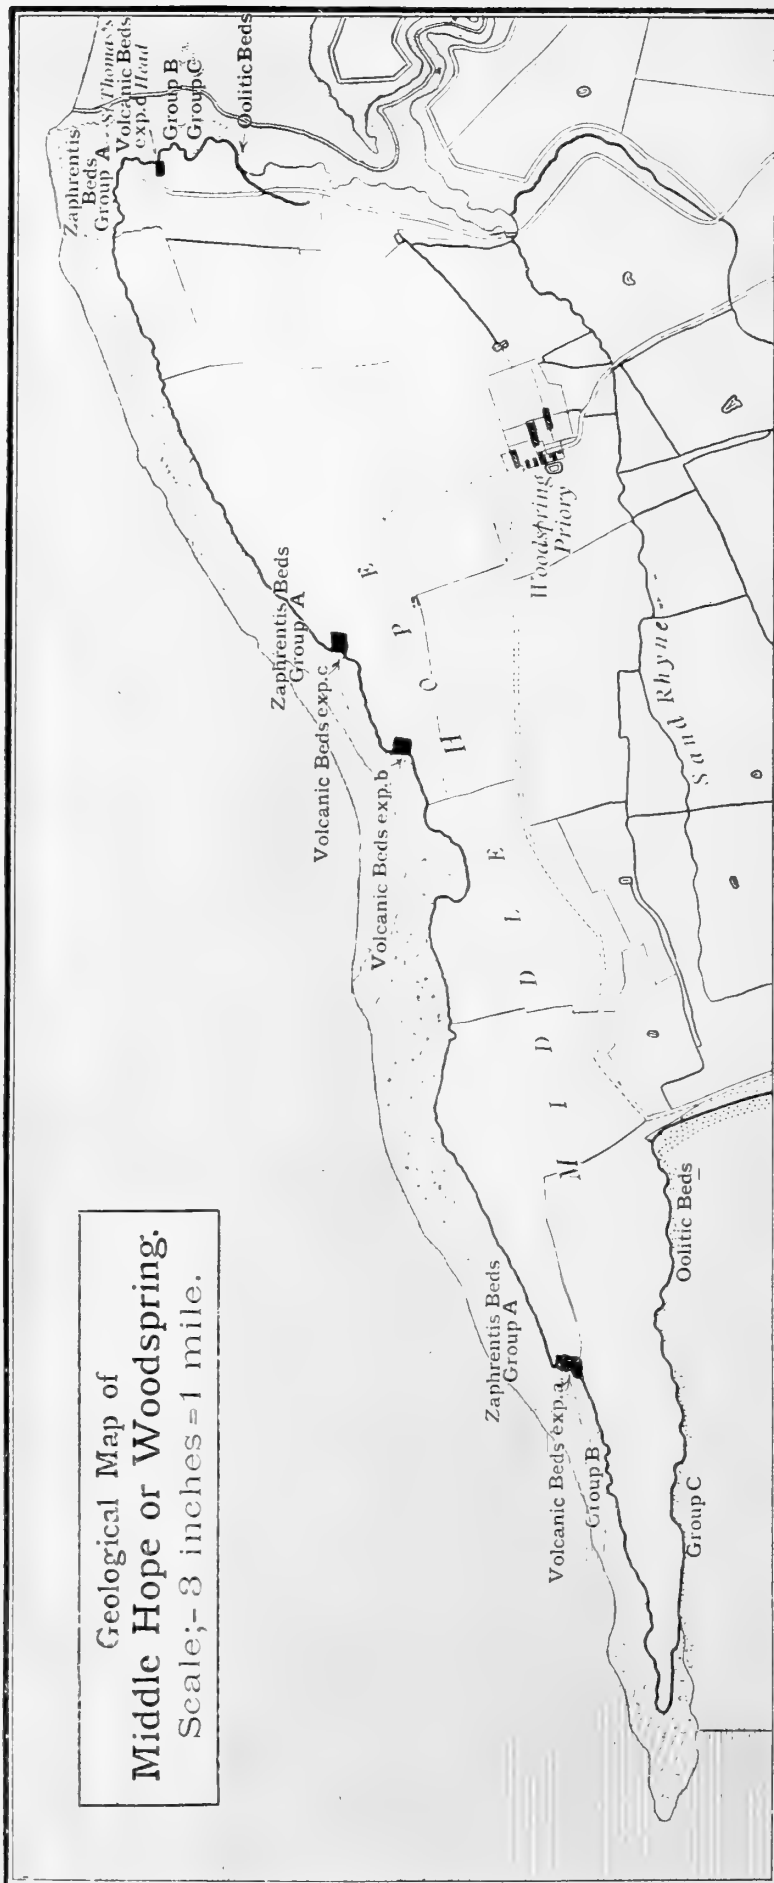 Geological Map of
Middle Hope or Woodspring.
Scale;-3 inches=1 mile.
Zaphrentis
Beds
Group A
St Thomas's
Head
Volcanic Beds
exp.d
Group B
Group C
Oolitic Beds
Zaphrentis Beds
Group A
Volcanic Beds exp.c
Volcanic Beds exp.b
MIDDLE HOPE
Woodspring
Priory
Sand Rhyne
Zaphrentis Beds
Group A
Volcanic Beds exp.a
Group B
Group C
Oolitic Beds